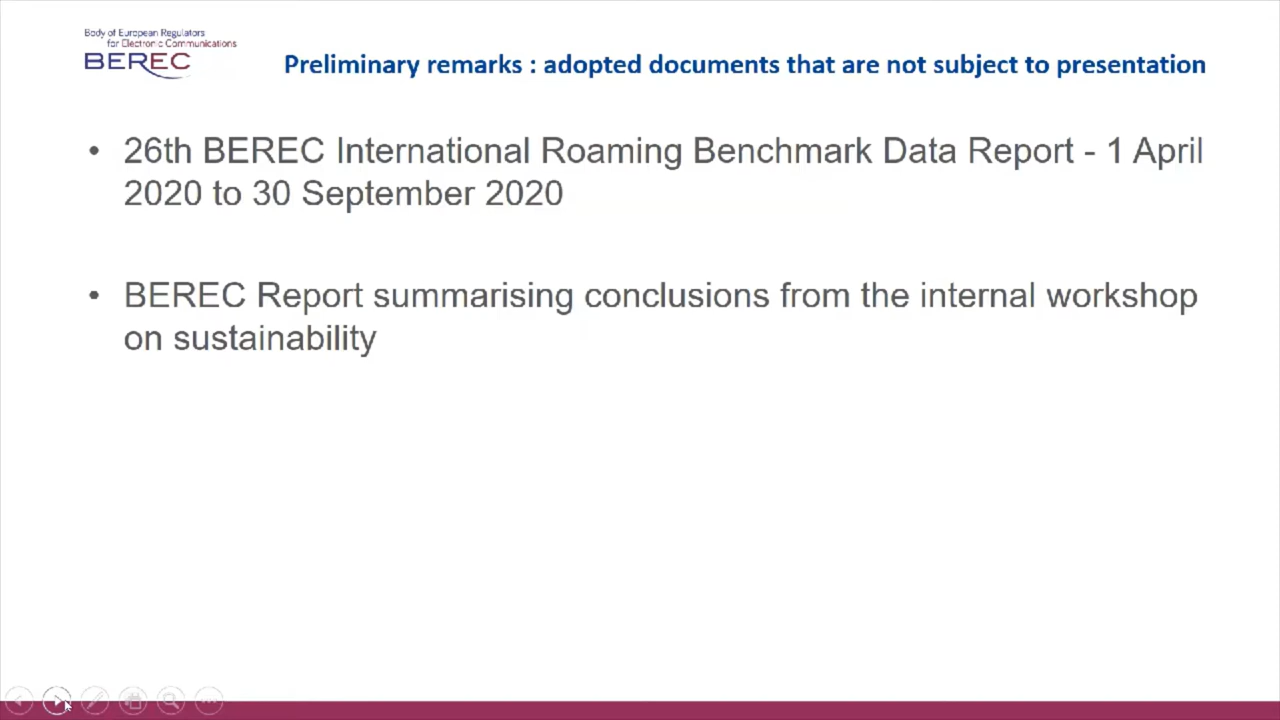 Body of European Regulators
for Electronic Communications
BEREC
Preliminary remarks : adopted documents that are not subject to presentation
• 26th BEREC International Roaming Benchmark Data Report - 1 April
2020 to 30 September 2020
• BEREC Report summarising conclusions from the internal workshop
on sustainability